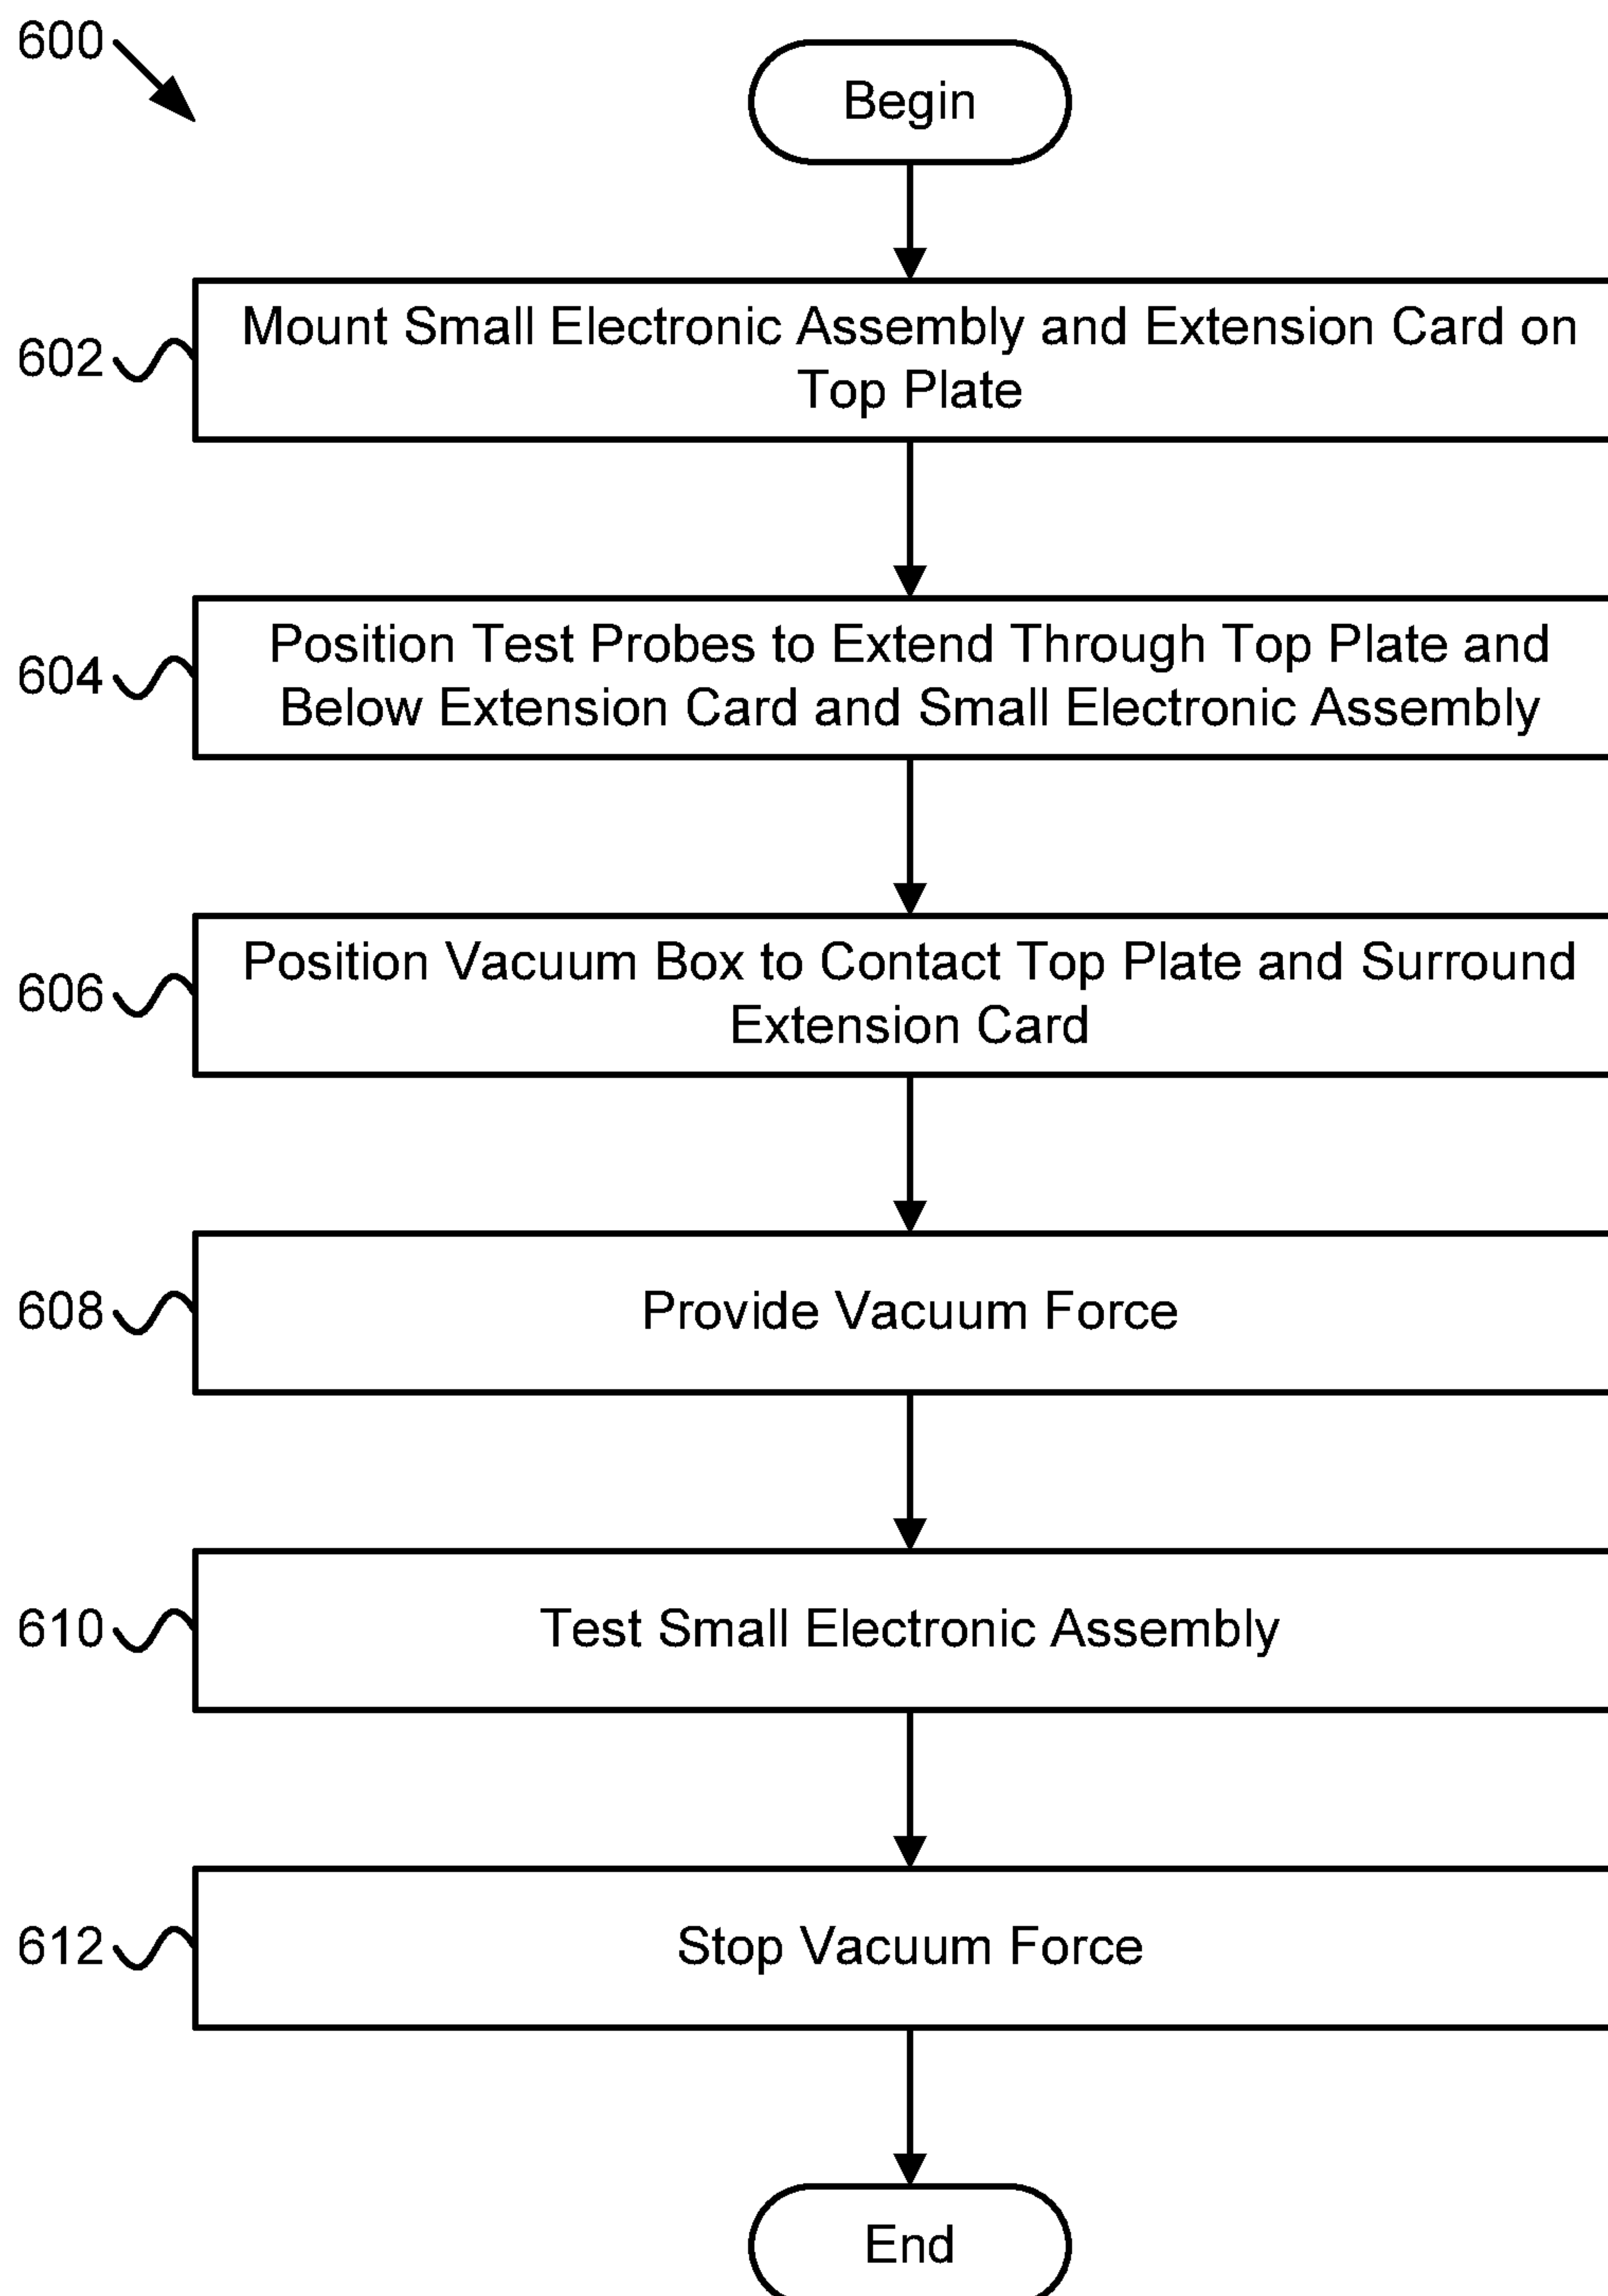 600
Begin
602
Mount Small Electronic Assembly and Extension Card on
Top Plate
604
Position Test Probes to Extend Through Top Plate and
Below Extension Card and Small Electronic Assembly
606
Position Vacuum Box to Contact Top Plate and Surround
Extension Card
608
Provide Vacuum Force
610
Test Small Electronic Assembly
612
Stop Vacuum Force
End